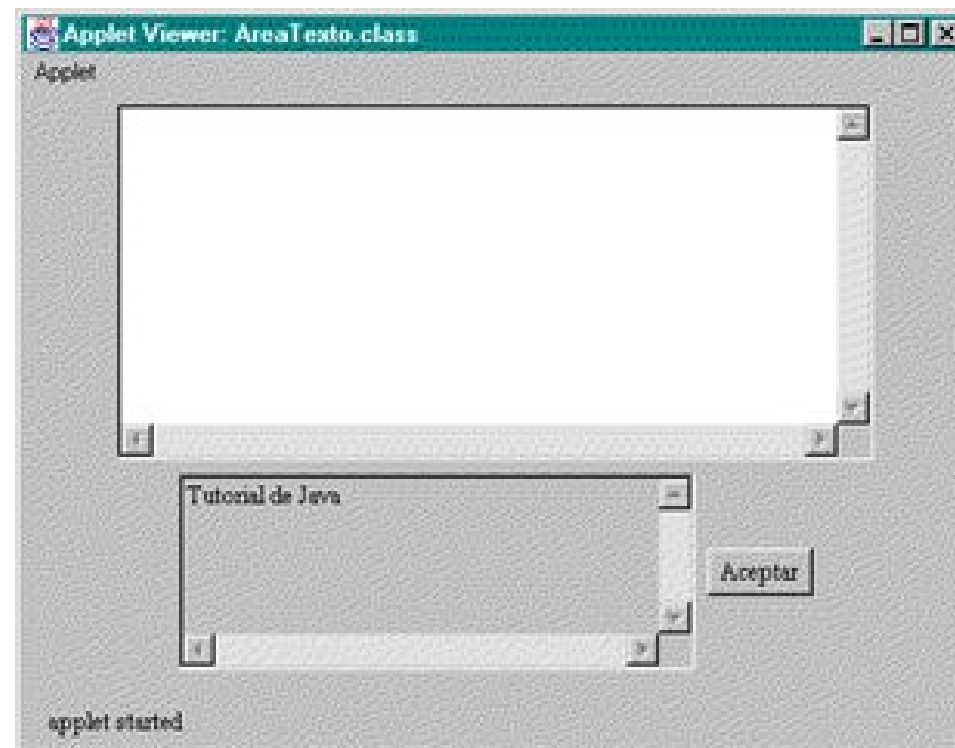 Applet Viewer: AreaTexto.class
Applet
Tutorial de Java
Aceptar
applet started